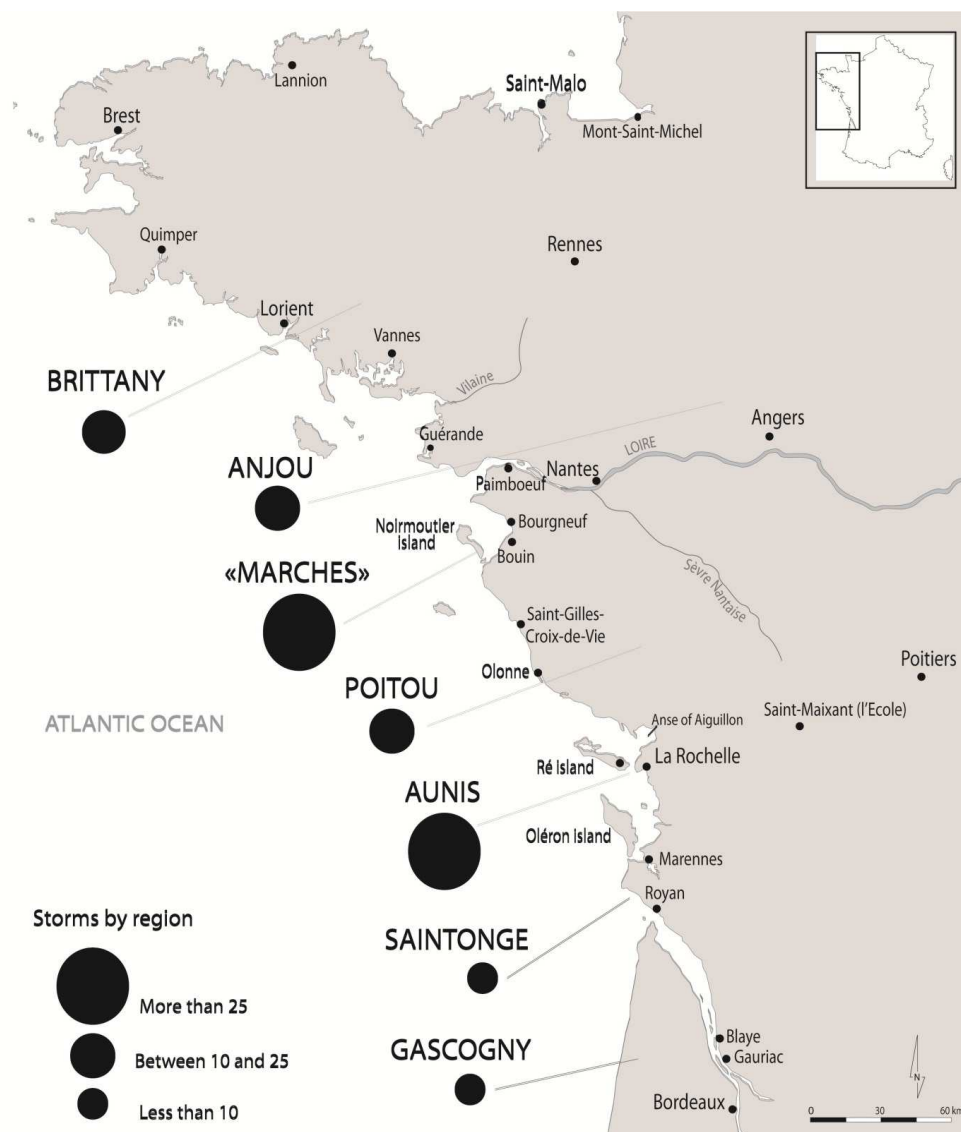 Lannion
Saint-Malo
Brest
Mont-Saint-Michel
Quimper
Rennes
Lorient
Vannes
BRITTANY
Vilaine
Angers
Guérande
LOIRE
ANJOU
Nantes
Paimboeuf
Noirmoutier
island
Bourgneuf
Bouin
«MARCHES»
Sèvre Nantaise
Saint-Gilles-
Croix-de-Vie
Poitiers
Olonne
POITOU
Saint-Maixant (l'Ecole)
ATLANTIC OCEAN
Anse of Aiguillon
La Rochelle
Ré Island
AUNIS
Oléron Island
Marennes
Royan
Storms by region
SAINTONGE
More than 25
Blaye
Between 10 and 25
GASCOGNY
Gauriac
N
Less than 10
Bordeaux
0 30 60 km